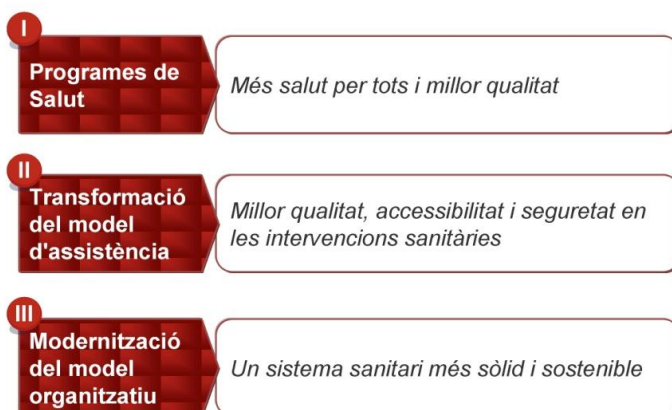 I
Programes de
Salut
Més salut per tots i millor qualitat
II
Transformació
del model
d'assistència
Millor qualitat, accessibilitat i seguretat en
les intervencions sanitàries
III
Modernització
del model
organitzatiu
Un sistema sanitari més sòlid i sostenible